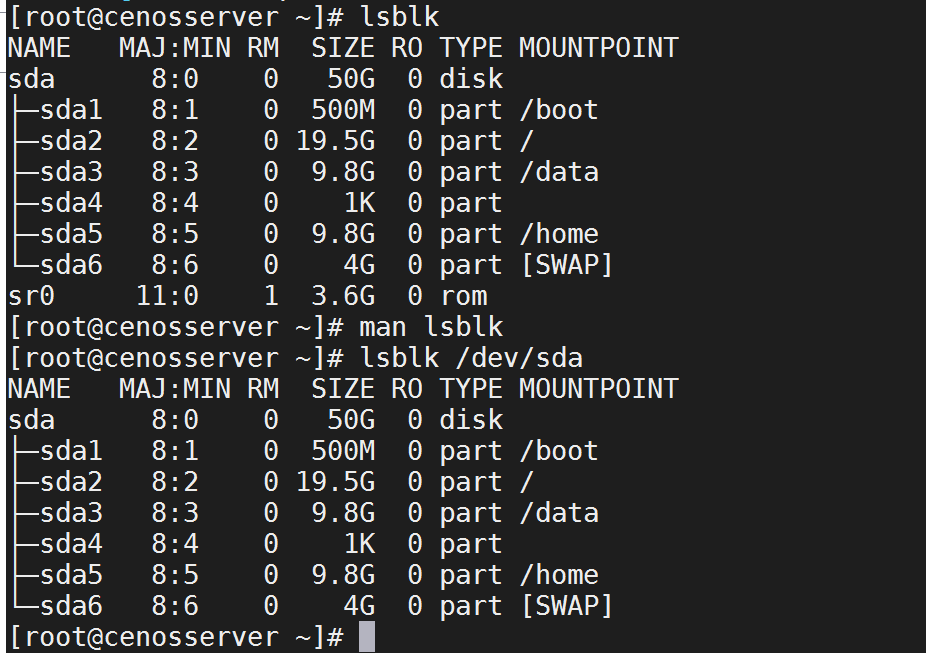 [root@cenosserver ~]# lsblk
NAME   MAJ:MIN RM  SIZE RO TYPE MOUNTPOINT
sda      8:0    0   50G  0 disk
├─sda1   8:1    0  500M  0 part /boot
├─sda2   8:2    0 19.5G  0 part /
├─sda3   8:3    0  9.8G  0 part /data
├─sda4   8:4    0    1K  0 part
├─sda5   8:5    0  9.8G  0 part /home
└─sda6   8:6    0    4G  0 part [SWAP]
sr0     11:0    1  3.6G  0 rom
[root@cenosserver ~]# man lsblk
[root@cenosserver ~]# lsblk /dev/sda
NAME   MAJ:MIN RM  SIZE RO TYPE MOUNTPOINT
sda      8:0    0   50G  0 disk
├─sda1   8:1    0  500M  0 part /boot
├─sda2   8:2    0 19.5G  0 part /
├─sda3   8:3    0  9.8G  0 part /data
├─sda4   8:4    0    1K  0 part
├─sda5   8:5    0  9.8G  0 part /home
└─sda6   8:6    0    4G  0 part [SWAP]
[root@cenosserver ~]#